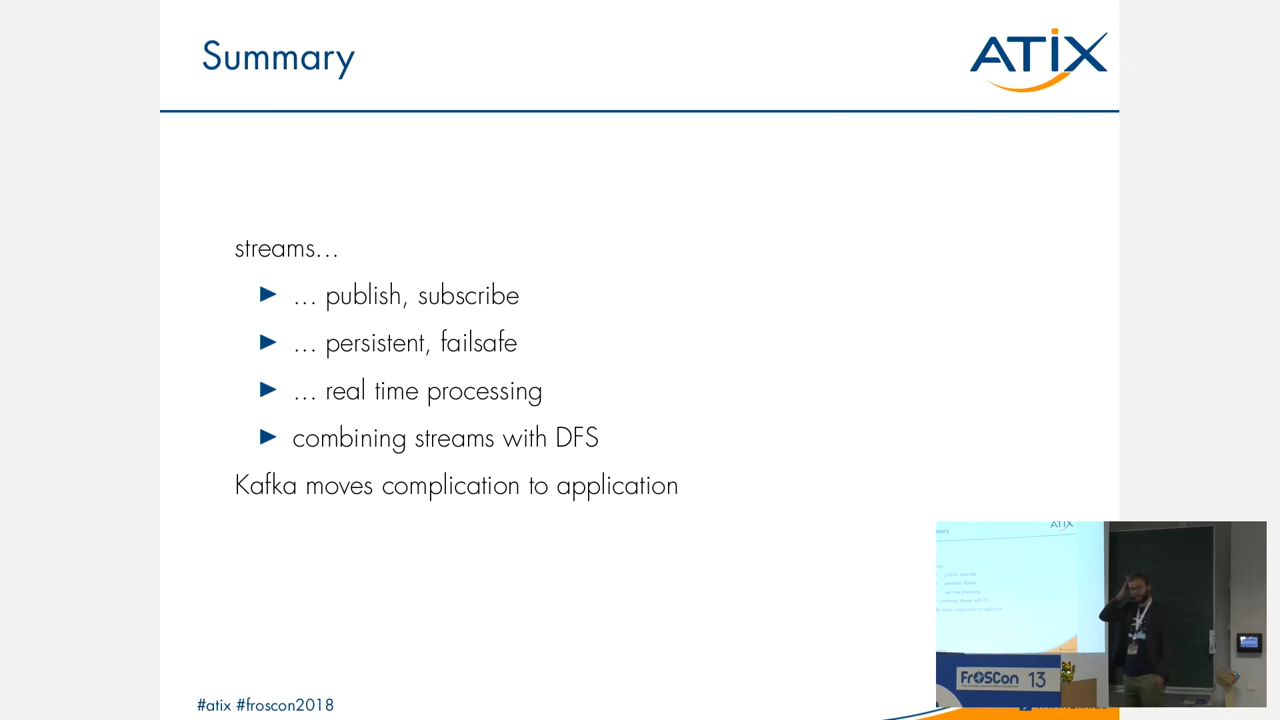 Summary
ATIX
streams...
... publish, subscribe
... persistent, failsafe
... real time processing
combining streams with DFS
Kafka moves complication to application
ATIX
FrOSCon 13
#atix #froscon2018